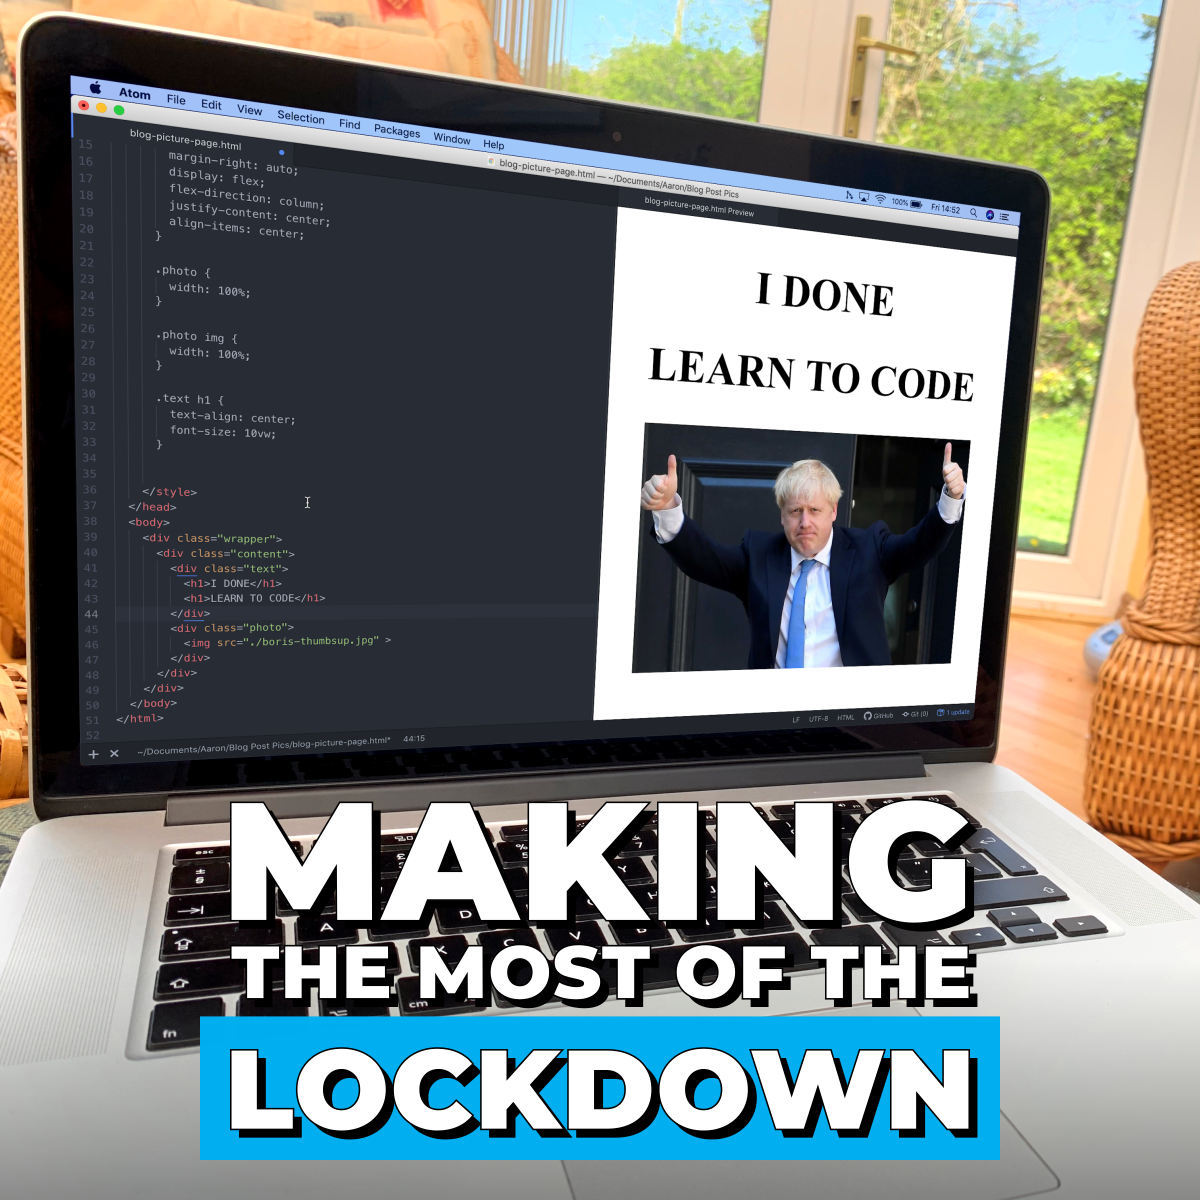 Atom File Edit View Selection Find Packages Window Help
100% Fri 14:52
blog-picture-page.html — ~/Documents/Aaron/Blog Post Pics
blog-picture-page.html
blog-picture-page.html Preview
15
16 margin-right: auto;
17 display: flex;
18 flex-direction: column;
19 justify-content: center;
20 align-items: center;
21 }
22
23 .photo {
24 width: 100%;
25 }
26
27 .photo img {
28 width: 100%;
29 }
30
31 .text h1 {
32 text-align: center;
33 font-size: 10vw;
34 }
35
36 </style>
37 </head>
38 <body>
39 <div class="wrapper">
40 <div class="content">
41 <div class="text">
42 <h1>I DONE</h1>
43 <h1>LEARN TO CODE</h1>
44 </div>
45 <div class="photo">
46 <img src="./boris-thumbsup.jpg" >
47 </div>
48 </div>
49 </div>
50 </body>
51 </html>
52
I DONE
LEARN TO CODE
~/Documents/Aaron/Blog Post Pics/blog-picture-page.html* 44:15
LF UTF-8 HTML GitHub Git (0) 1 update
esc
A
D
K
C
V
B
fn
cm
MAKING
THE MOST OF THE
LOCKDOWN